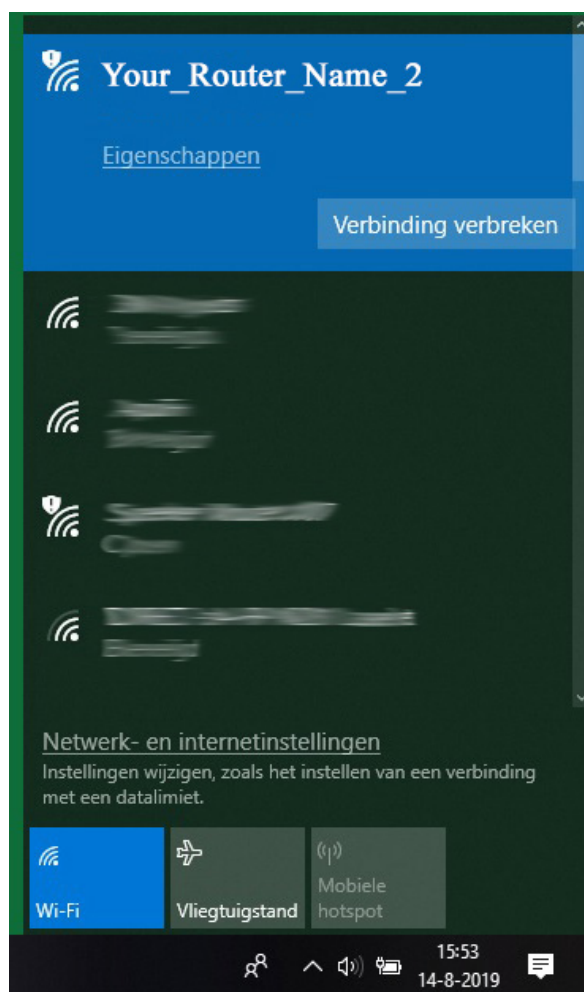 Your_Router_Name_2
Eigenschappen
Verbinding verbreken
Netwerk- en internetinstellingen
Instellingen wijzigen, zoals het instellen van een verbinding
met een datalimiet.
Wi-Fi
Vliegtuigstand
Mobiele
hotspot
15:53
14-8-2019